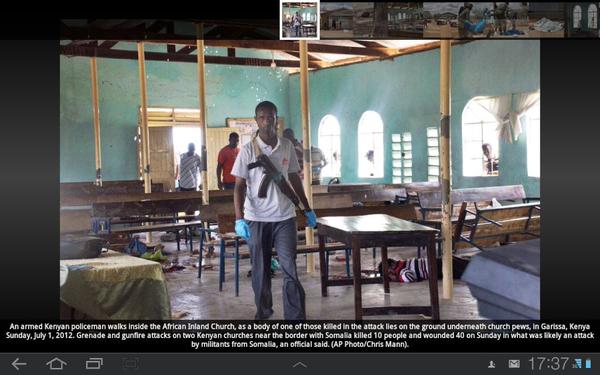 An armed Kenyan policeman walks inside the African Inland Church, as a body of one of those killed in the attack lies on the ground underneath church pews, in Garissa, Kenya
Sunday, July 1, 2012. Grenade and gunfire attacks on two Kenyan churches near the border with Somalia killed 10 people and wounded 40 on Sunday in what was likely an attack
by militants from Somalia, an official said. (AP Photo/Chris Mann).
17:37